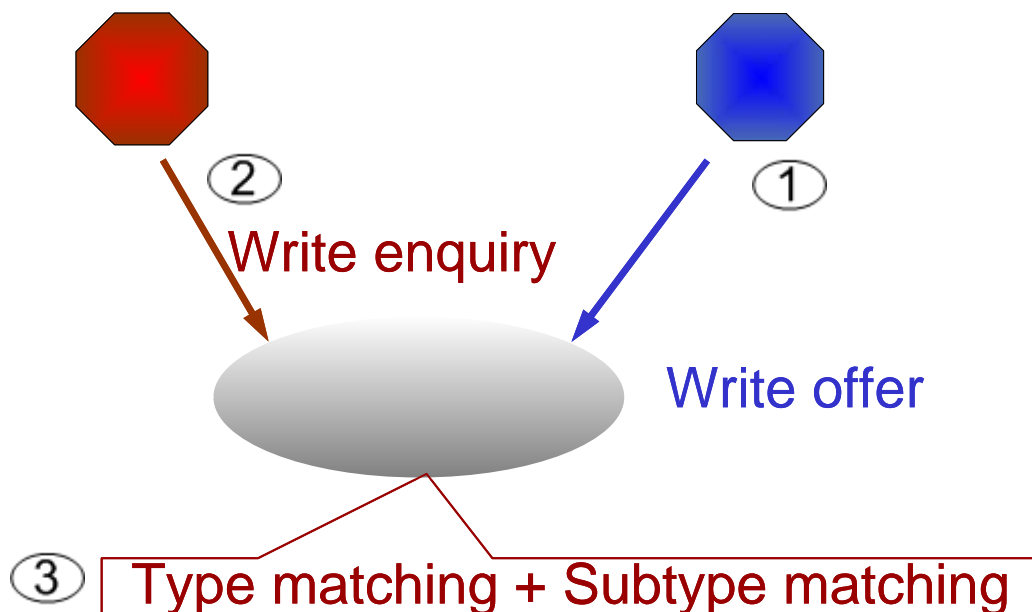 2
1
Write enquiry
Write offer
3
Type matching + Subtype matching